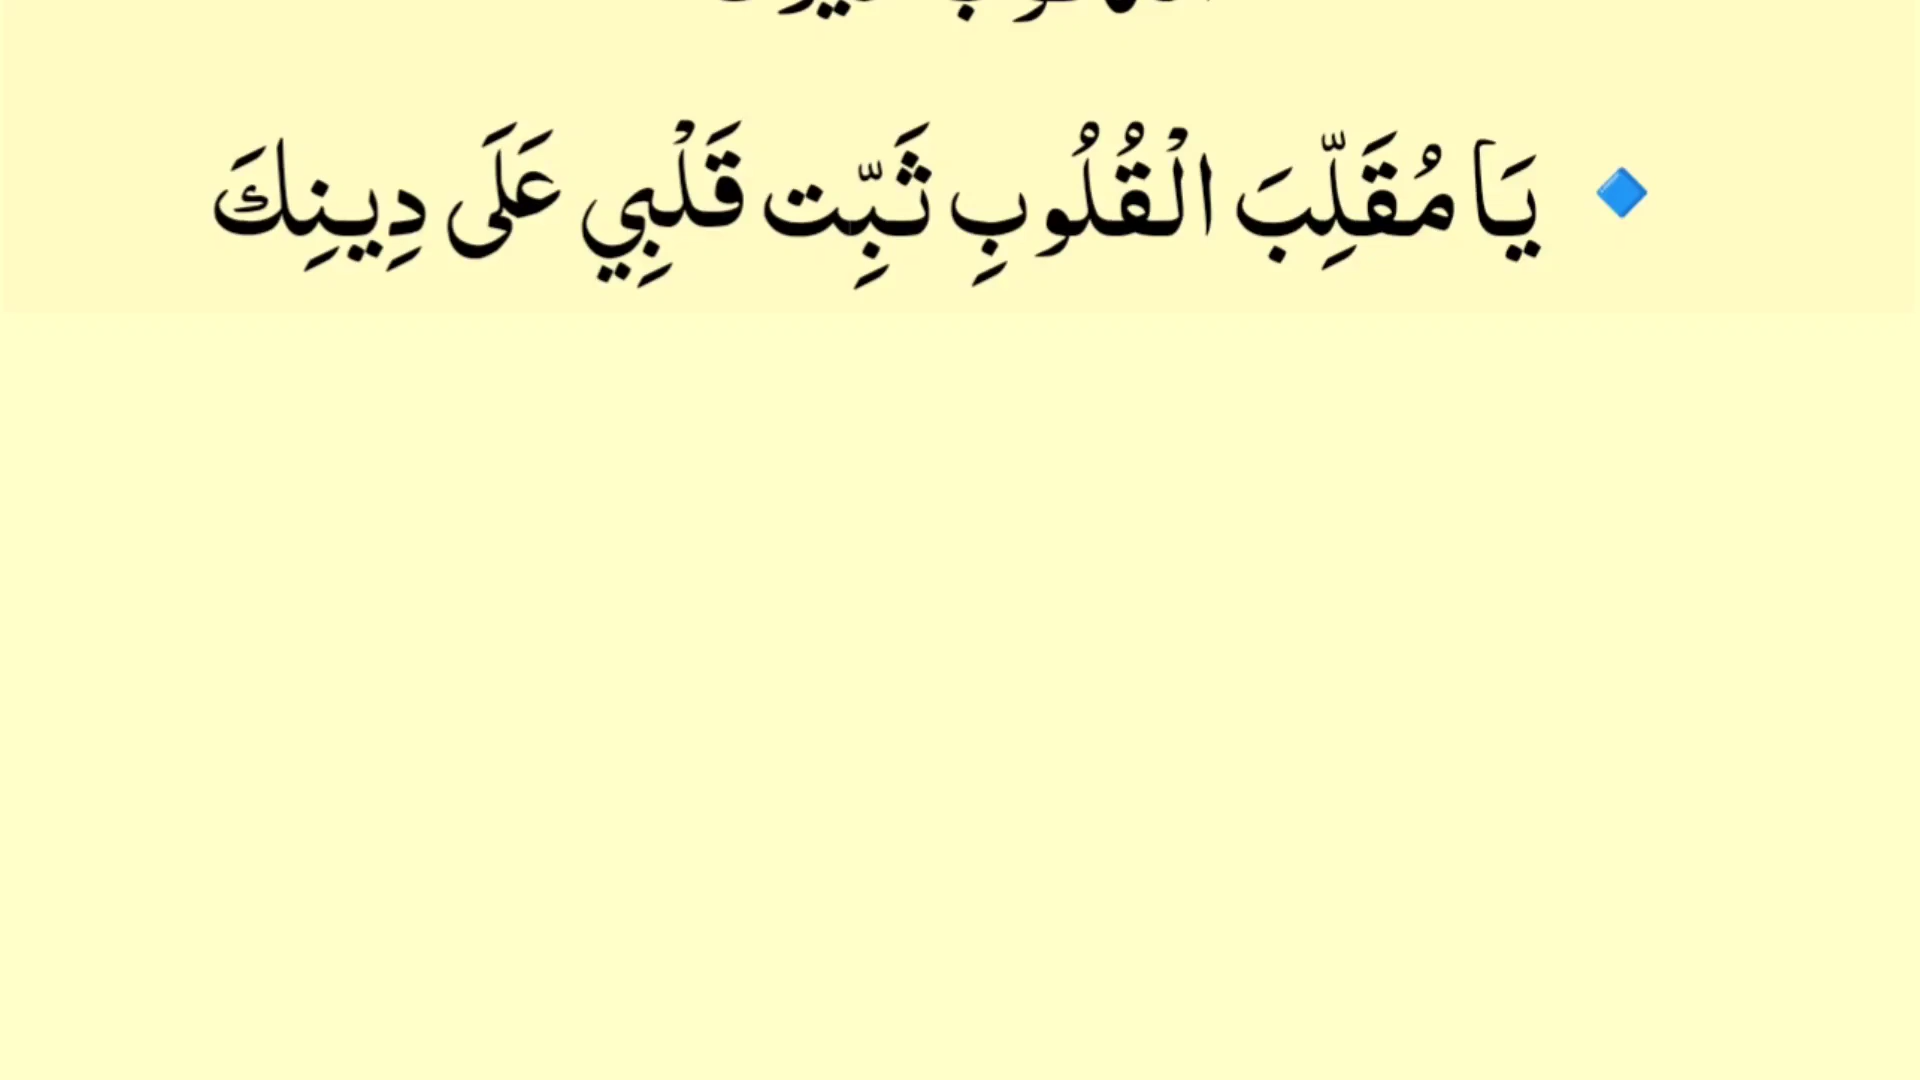 🔹 يَا مُقَلِّبَ الْقُلُوبِ ثَبِّت قَلْبِي عَلَى دِينِكَ